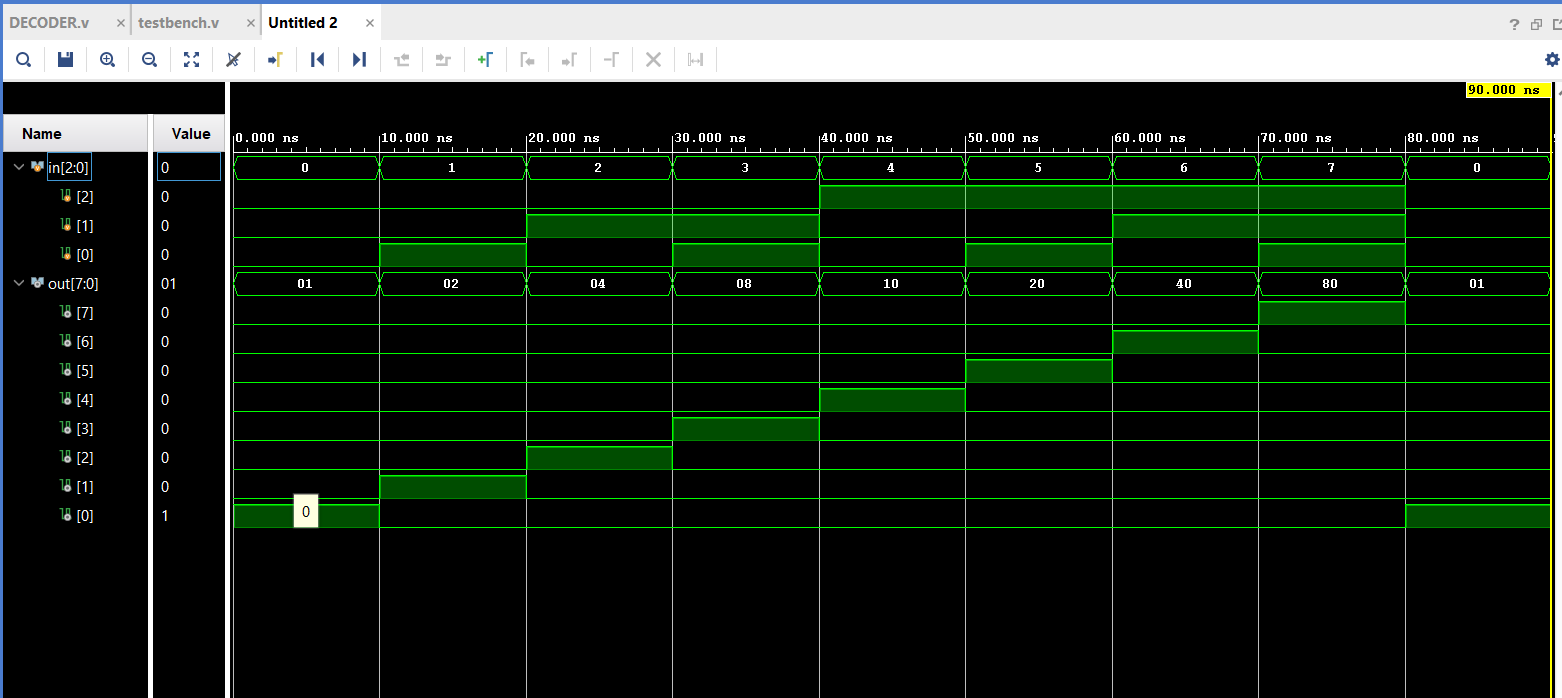 DECODER.v × testbench.v × Untitled 2 ×
?
90.000 ns
Name Value
0.000 ns 10.000 ns 20.000 ns 30.000 ns 40.000 ns 50.000 ns 60.000 ns 70.000 ns 80.000 ns
in[2:0] 0 0 1 2 3 4 5 6 7 0
[2] 0
[1] 0
[0] 0
out[7:0] 01 01 02 04 08 10 20 40 80 01
[7] 0
[6] 0
[5] 0
[4] 0
[3] 0
[2] 0
[1] 0
[0] 1 0